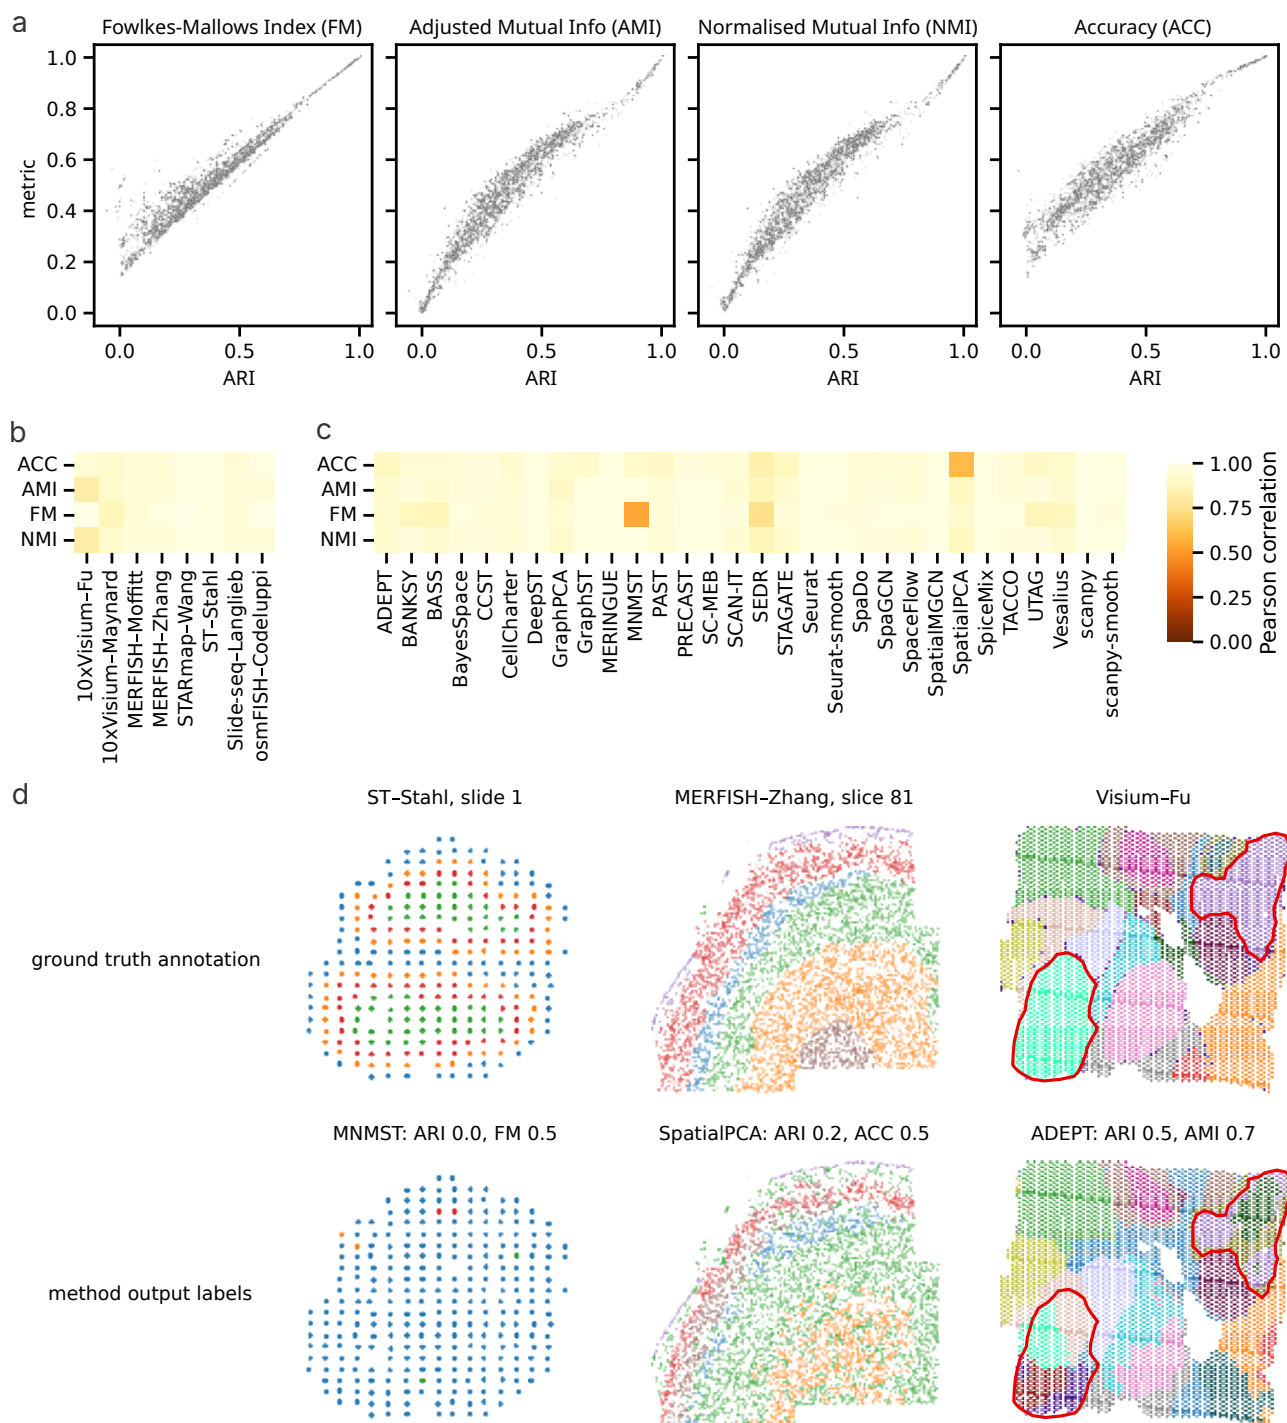 a
Fowlkes-Mallows Index (FM)
Adjusted Mutual Info (AMI)
Normalised Mutual Info (NMI)
Accuracy (ACC)
metric
1.0
0.8
0.6
0.4
0.2
0.0
0.0 0.5 1.0
0.0 0.5 1.0
0.0 0.5 1.0
0.0 0.5 1.0
ARI
ARI
ARI
ARI
b
ACC
AMI
FM
NMI
10xVisium–Fu
10xVisium–Maynard
MERFISH–Moffitt
MERFISH–Zhang
STARmap–Wang
ST–Stahl
Slide-seq–Langlieb
osmFISH–Codeluppi
c
ACC
AMI
FM
NMI
ADEPT
BANKSY
BASS
BayesSpace
CCST
CellCharter
DeepST
GraphPCA
GraphST
MERINGUE
MNMST
PAST
PRECAST
SC-MEB
SCAN-IT
SEDR
STAGATE
Seurat
Seurat-smooth
SpaDo
SpaGCN
SpaceFlow
SpatialMGCN
SpatialPCA
SpiceMix
TACCO
UTAG
Vesalius
scanpy
scanpy-smooth
1.00
0.75
0.50
0.25
0.00
Pearson correlation
d
ST–Stahl, slide 1
MERFISH–Zhang, slice 81
Visium–Fu
ground truth annotation
MNMST: ARI 0.0, FM 0.5
SpatialPCA: ARI 0.2, ACC 0.5
ADEPT: ARI 0.5, AMI 0.7
method output labels